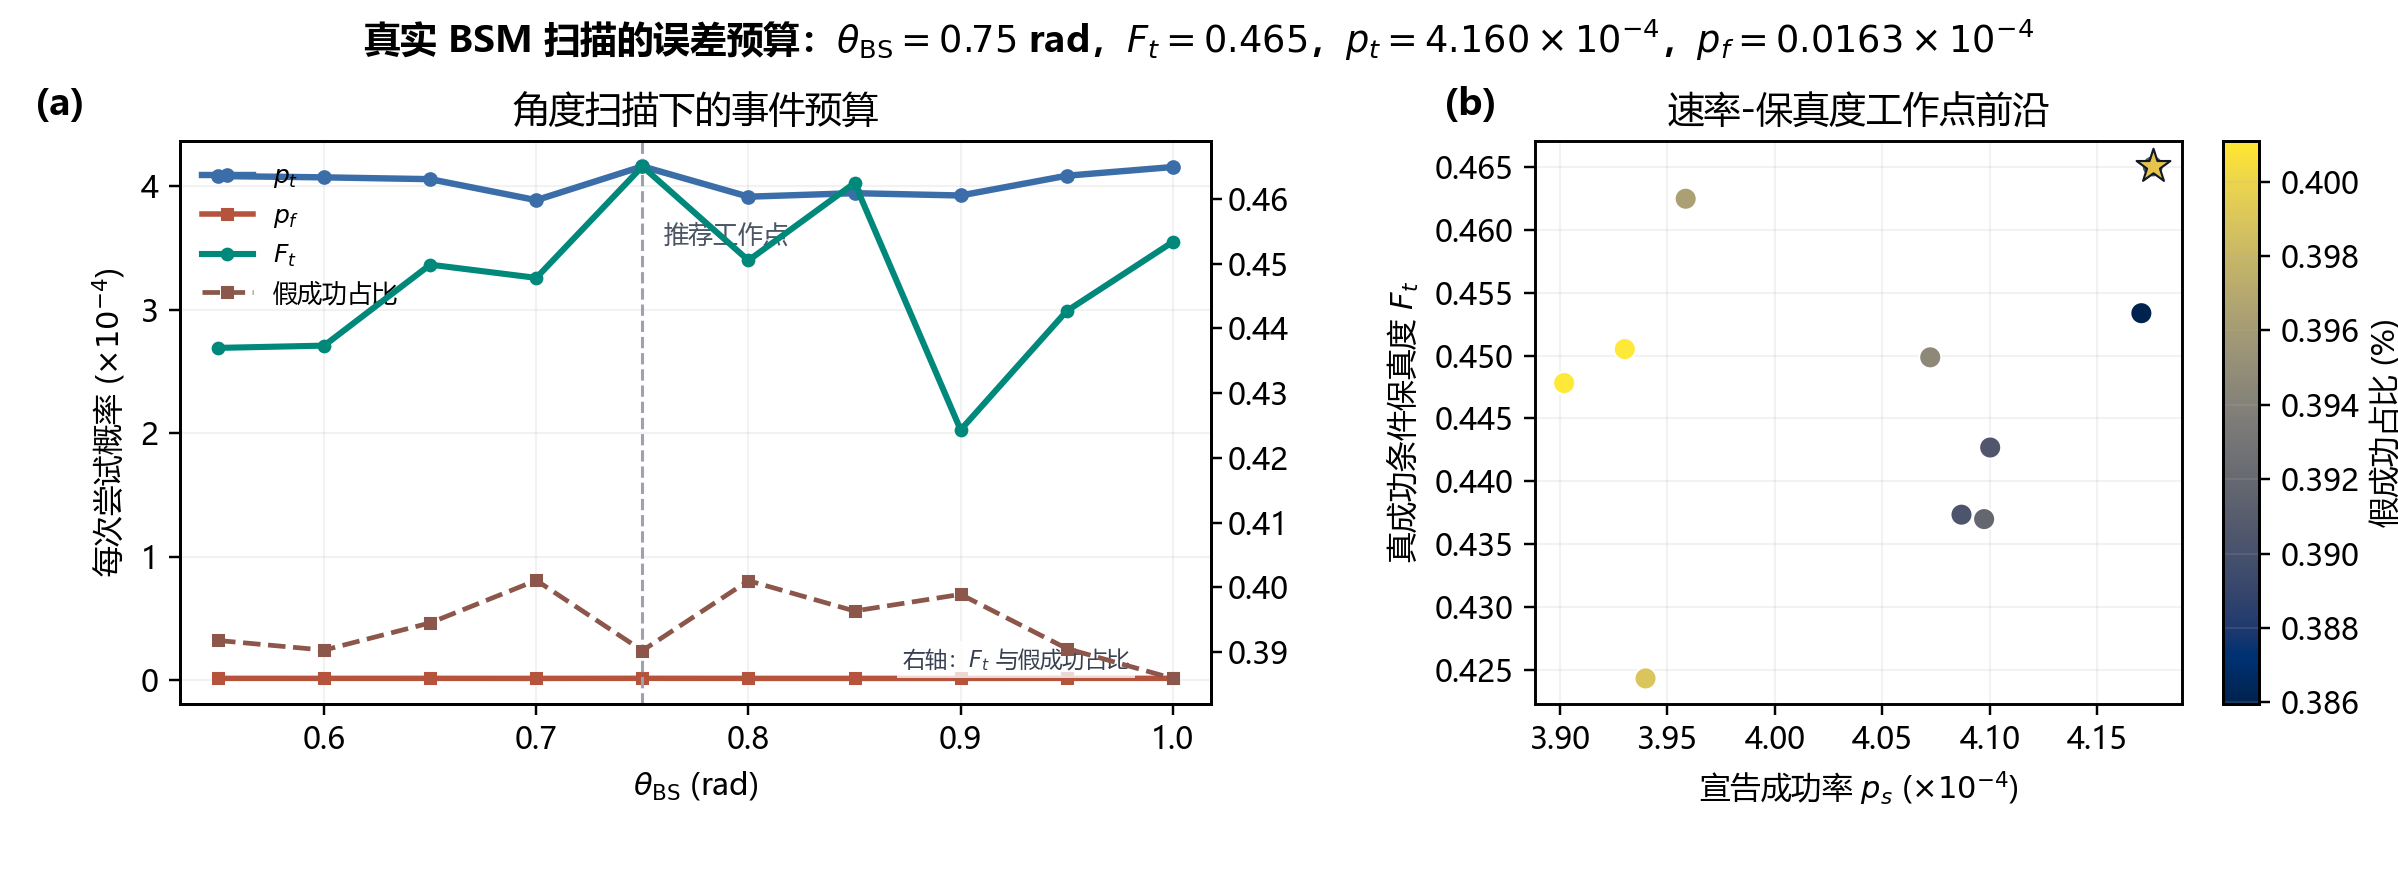 真实 BSM 扫描的误差预算：θ_BS = 0.75 rad，F_t = 0.465，p_t = 4.160 × 10⁻⁴，p_f = 0.0163 × 10⁻⁴
(a)
角度扫描下的事件预算
每次尝试概率 (×10⁻⁴)
4
3
2
1
0
p_t
p_f
F_t
假成功占比
推荐工作点
右轴：F_t 与假成功占比
0.46
0.45
0.44
0.43
0.42
0.41
0.40
0.39
0.6 0.7 0.8 0.9 1.0
θ_BS (rad)
(b)
速率-保真度工作点前沿
真成功条件保真度 F_t
0.465
0.460
0.455
0.450
0.445
0.440
0.435
0.430
0.425
3.90 3.95 4.00 4.05 4.10 4.15
宣告成功率 p_s (×10⁻⁴)
0.400
0.398
0.396
0.394
0.392
0.390
0.388
0.386
假成功占比 (%)